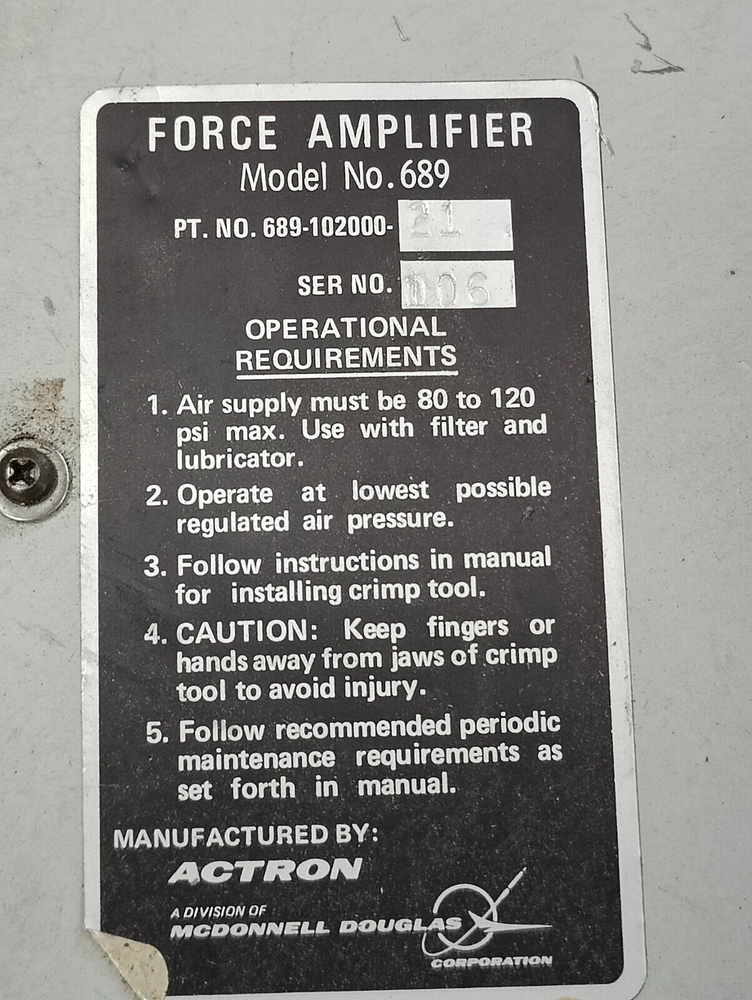 FORCE AMPLIFIER
Model No. 689
PT. NO. 689-102000- 21
SER NO. 006
OPERATIONAL
REQUIREMENTS
1. Air supply must be 80 to 120
psi max. Use with filter and
lubricator.
2. Operate at lowest possible
regulated air pressure.
3. Follow instructions in manual
for installing crimp tool.
4. CAUTION: Keep fingers or
hands away from jaws of crimp
tool to avoid injury.
5. Follow recommended periodic
maintenance requirements as
set forth in manual.
MANUFACTURED BY:
ACTRON
A DIVISION OF
MCDONNELL DOUGLAS
CORPORATION